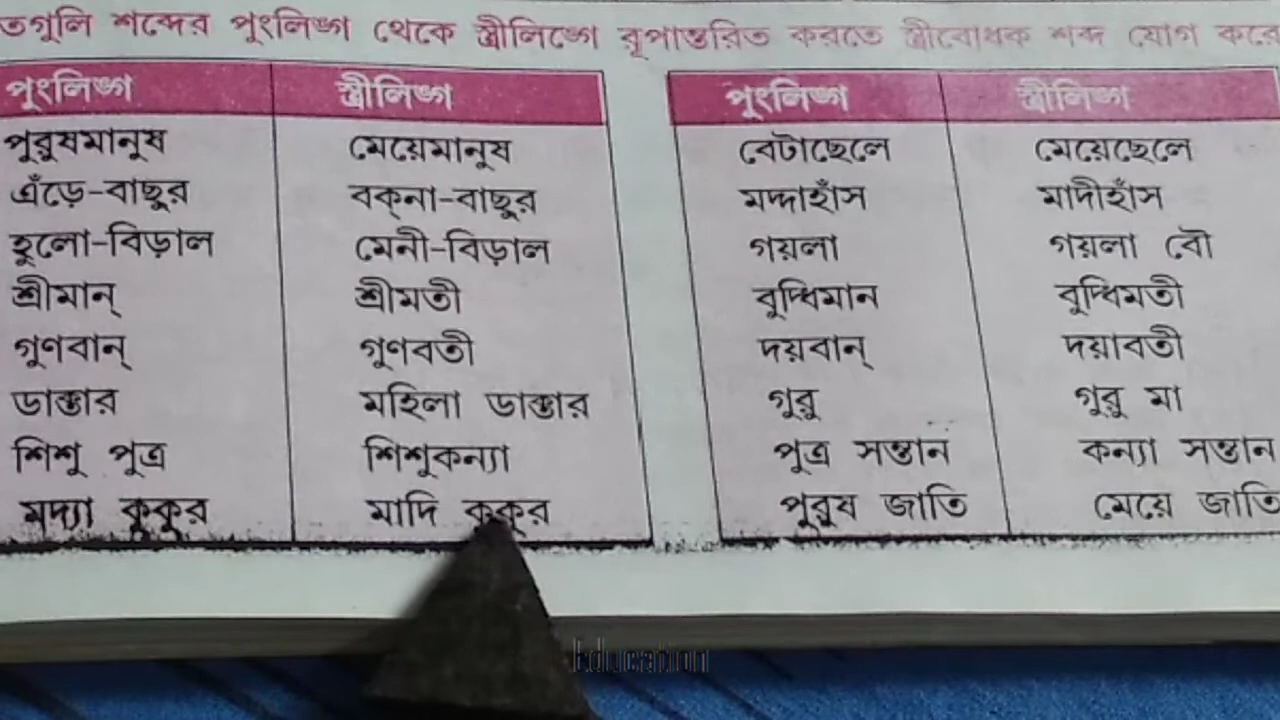 তগুলি শব্দের পুংলিঙ্গ থেকে স্ত্রীলিঙ্গে রূপান্তরিত করতে স্ত্রীবোধক শব্দ যোগ করে
পুংলিঙ্গ স্ত্রীলিঙ্গ
পুরুষমানুষ মেয়েমানুষ
এঁড়ে-বাছুর বক্‌না-বাছুর
হুলো-বিড়াল মেনী-বিড়াল
শ্রীমান্ শ্রীমতী
গুণবান্ গুণবতী
ডাক্তার মহিলা ডাক্তার
শিশু পুত্র শিশুকন্যা
মদ্যা কুকুর মাদি কুকুর
পুংলিঙ্গ স্ত্রীলিঙ্গ
বেটাছেলে মেয়েছেলে
মদ্দাহাঁস মাদীহাঁস
গয়লা গয়লা বৌ
বুদ্ধিমান বুদ্ধিমতী
দয়বান্ দয়াবতী
গুরু গুরু মা
পুত্র সন্তান কন্যা সন্তান
পুরুষ জাতি মেয়ে জাতি
Education